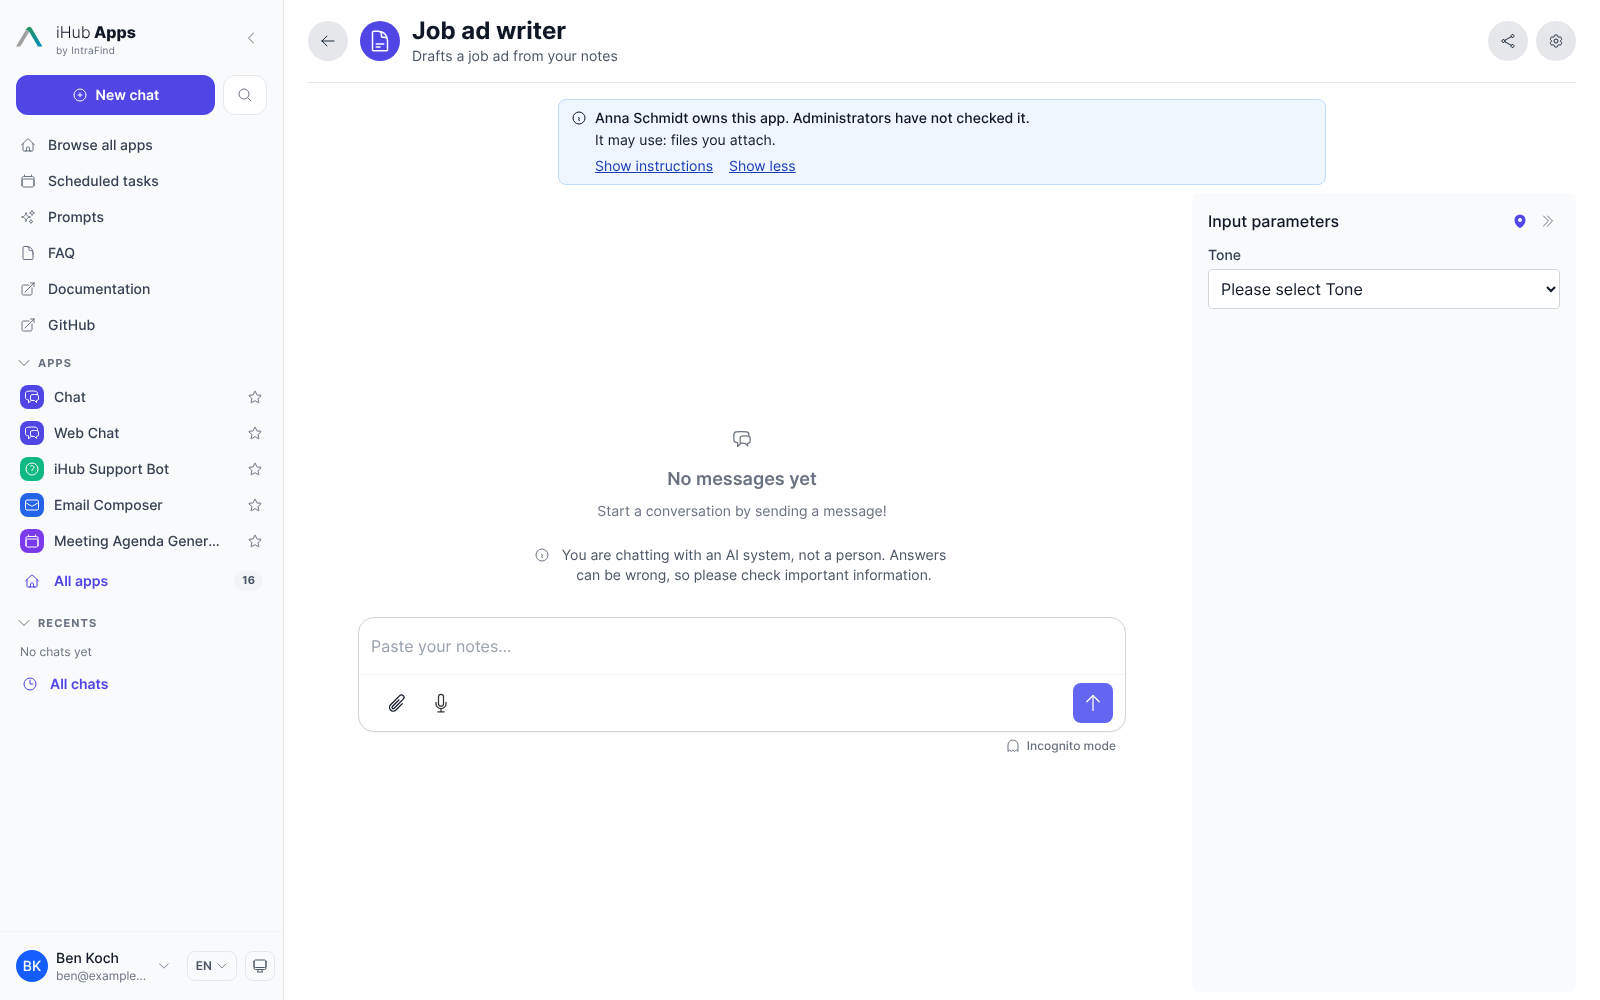 iHub Apps
by IntraFind
New chat
Browse all apps
Scheduled tasks
Prompts
FAQ
Documentation
GitHub
APPS
Chat
Web Chat
iHub Support Bot
Email Composer
Meeting Agenda Gener...
All apps 16
RECENTS
No chats yet
All chats
BK
Ben Koch
ben@example...
EN
Job ad writer
Drafts a job ad from your notes
Anna Schmidt owns this app. Administrators have not checked it.
It may use: files you attach.
Show instructions Show less
No messages yet
Start a conversation by sending a message!
You are chatting with an AI system, not a person. Answers
can be wrong, so please check important information.
Paste your notes...
Incognito mode
Input parameters
Tone
Please select Tone